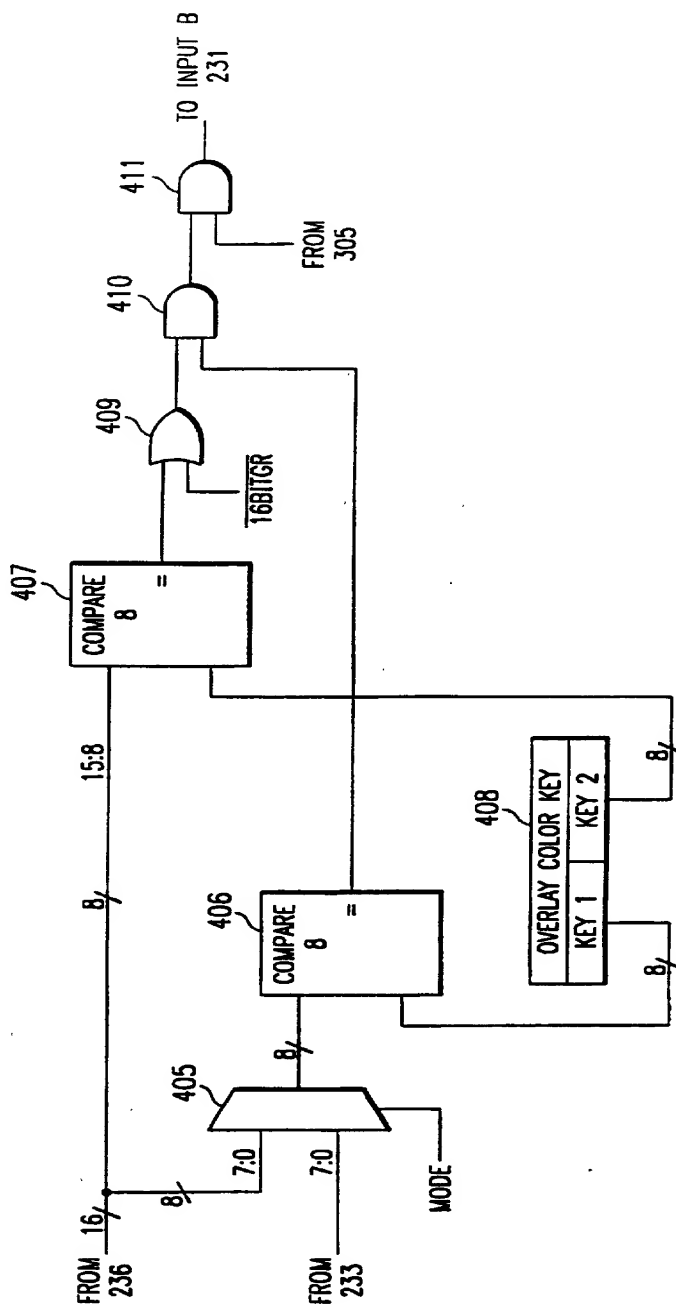 FROM
236
16
8
7:0
FROM
233
7:0
MODE
405
8
8
15:8
406
COMPARE
8
=
407
COMPARE
8
=
OVERLAY COLOR KEY
KEY 1
KEY 2
408
8
8
409
16BITGR
410
411
FROM
305
TO INPUT B
231